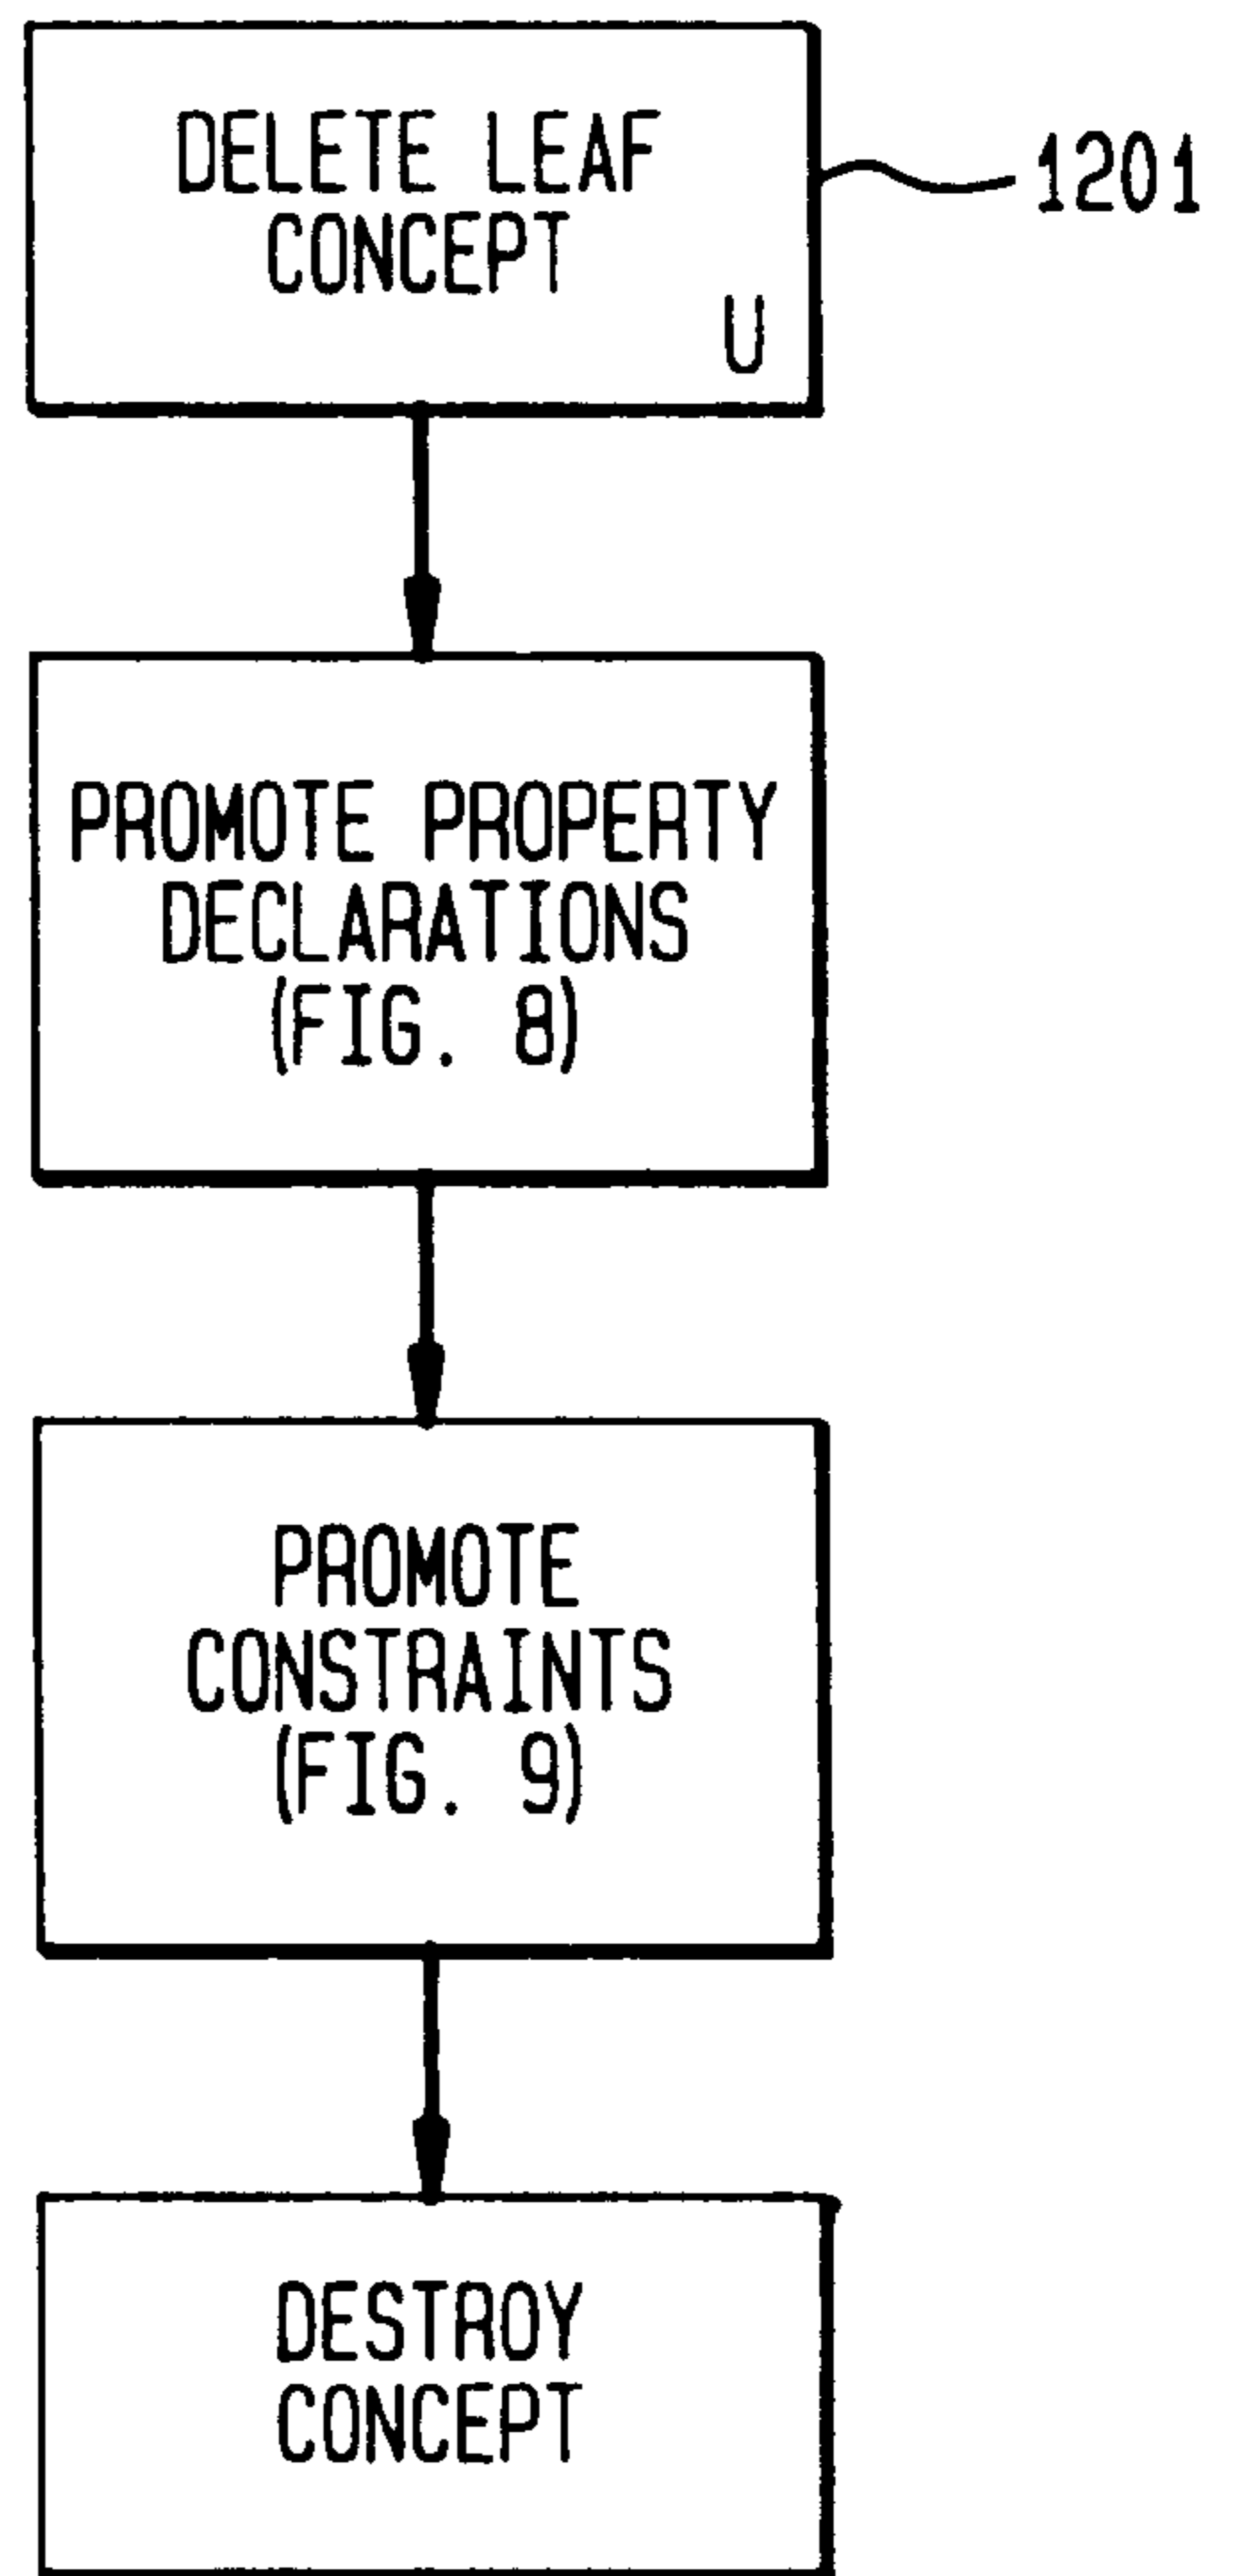 DELETE LEAF
CONCEPT
U
1201
PROMOTE PROPERTY
DECLARATIONS
(FIG. 8)
PROMOTE
CONSTRAINTS
(FIG. 9)
DESTROY
CONCEPT